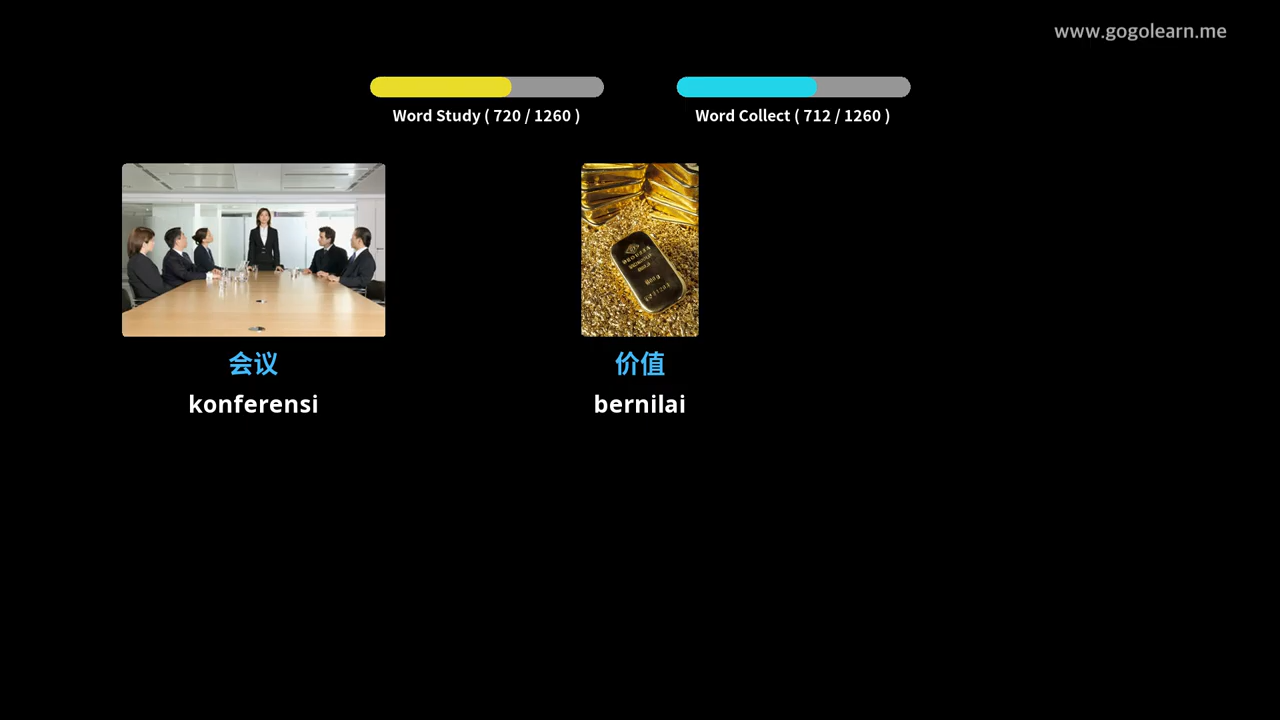 www.gogolearn.me
Word Study ( 720 / 1260 )
Word Collect ( 712 / 1260 )
会议
价值
konferensi
bernilai